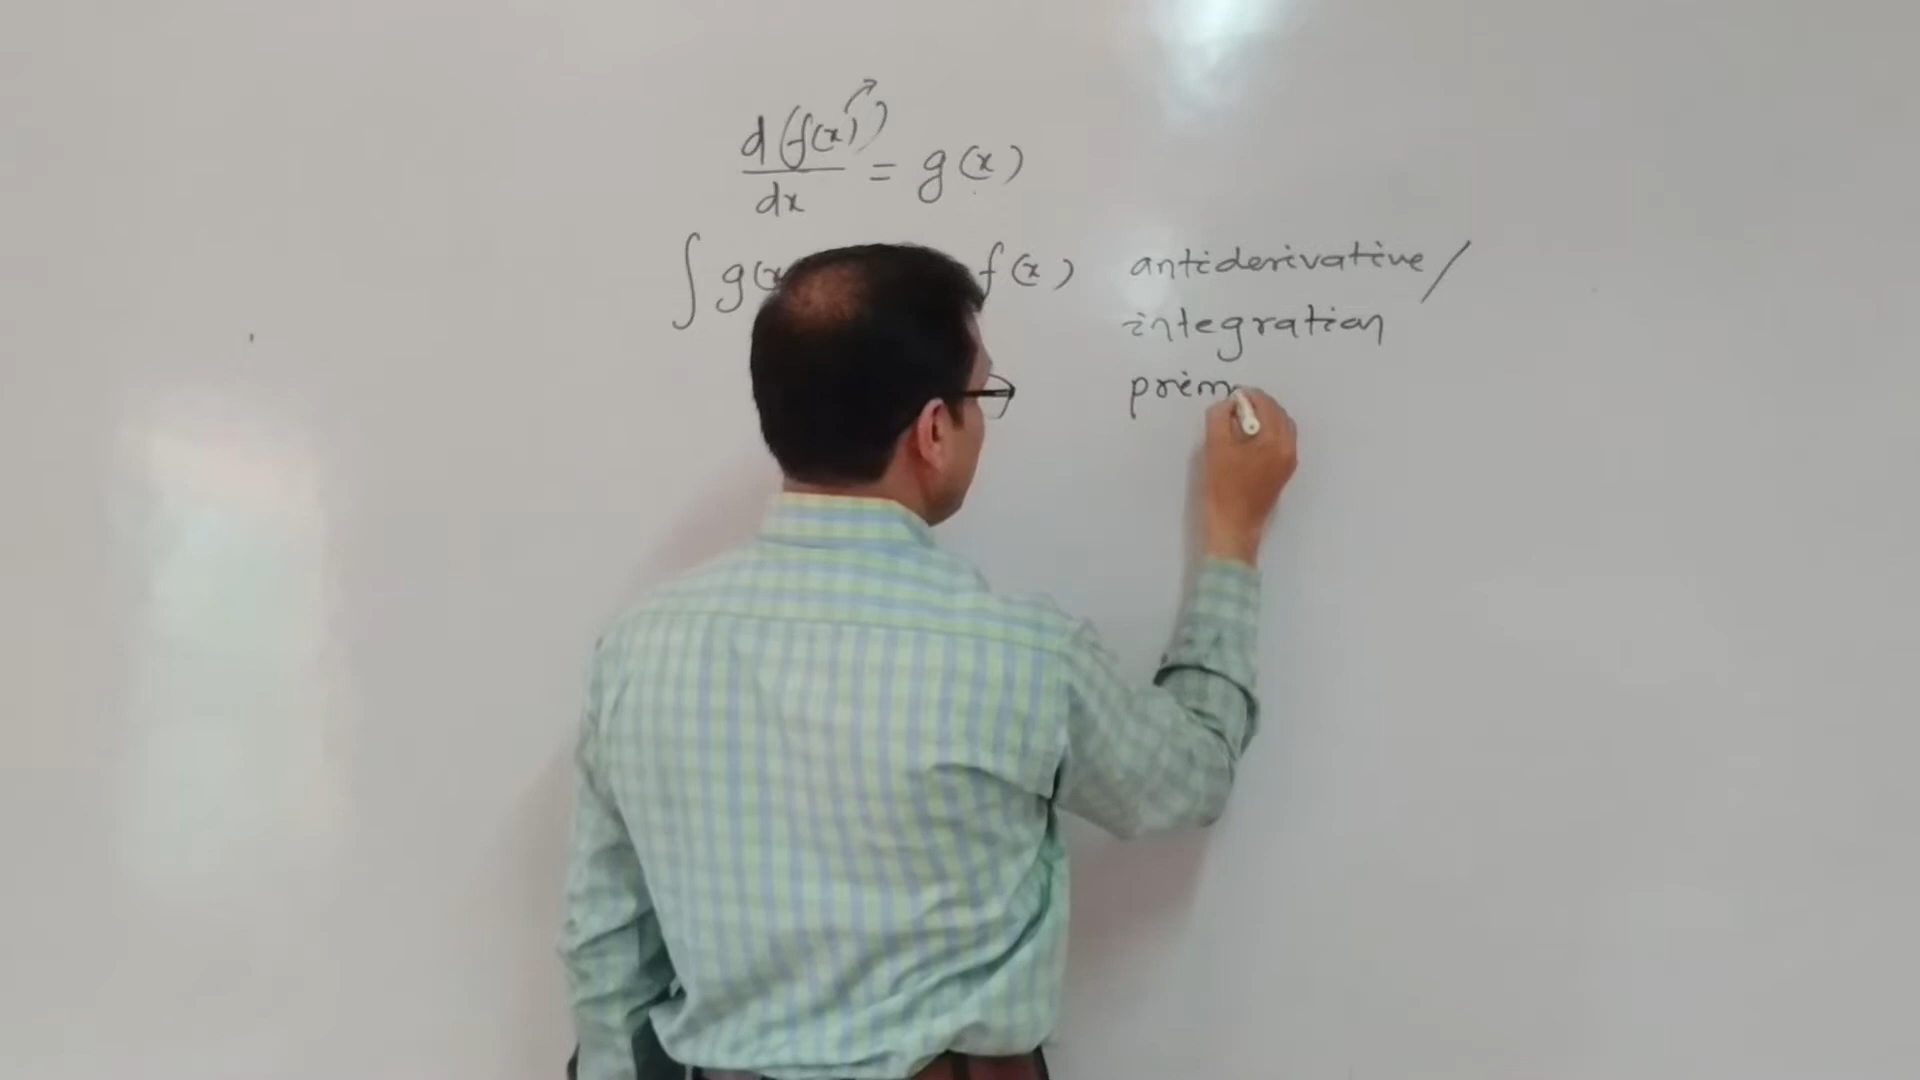 d(f(x))
dx
= g(x)
∫ g(x f(x)
antiderivative/
integration
prim